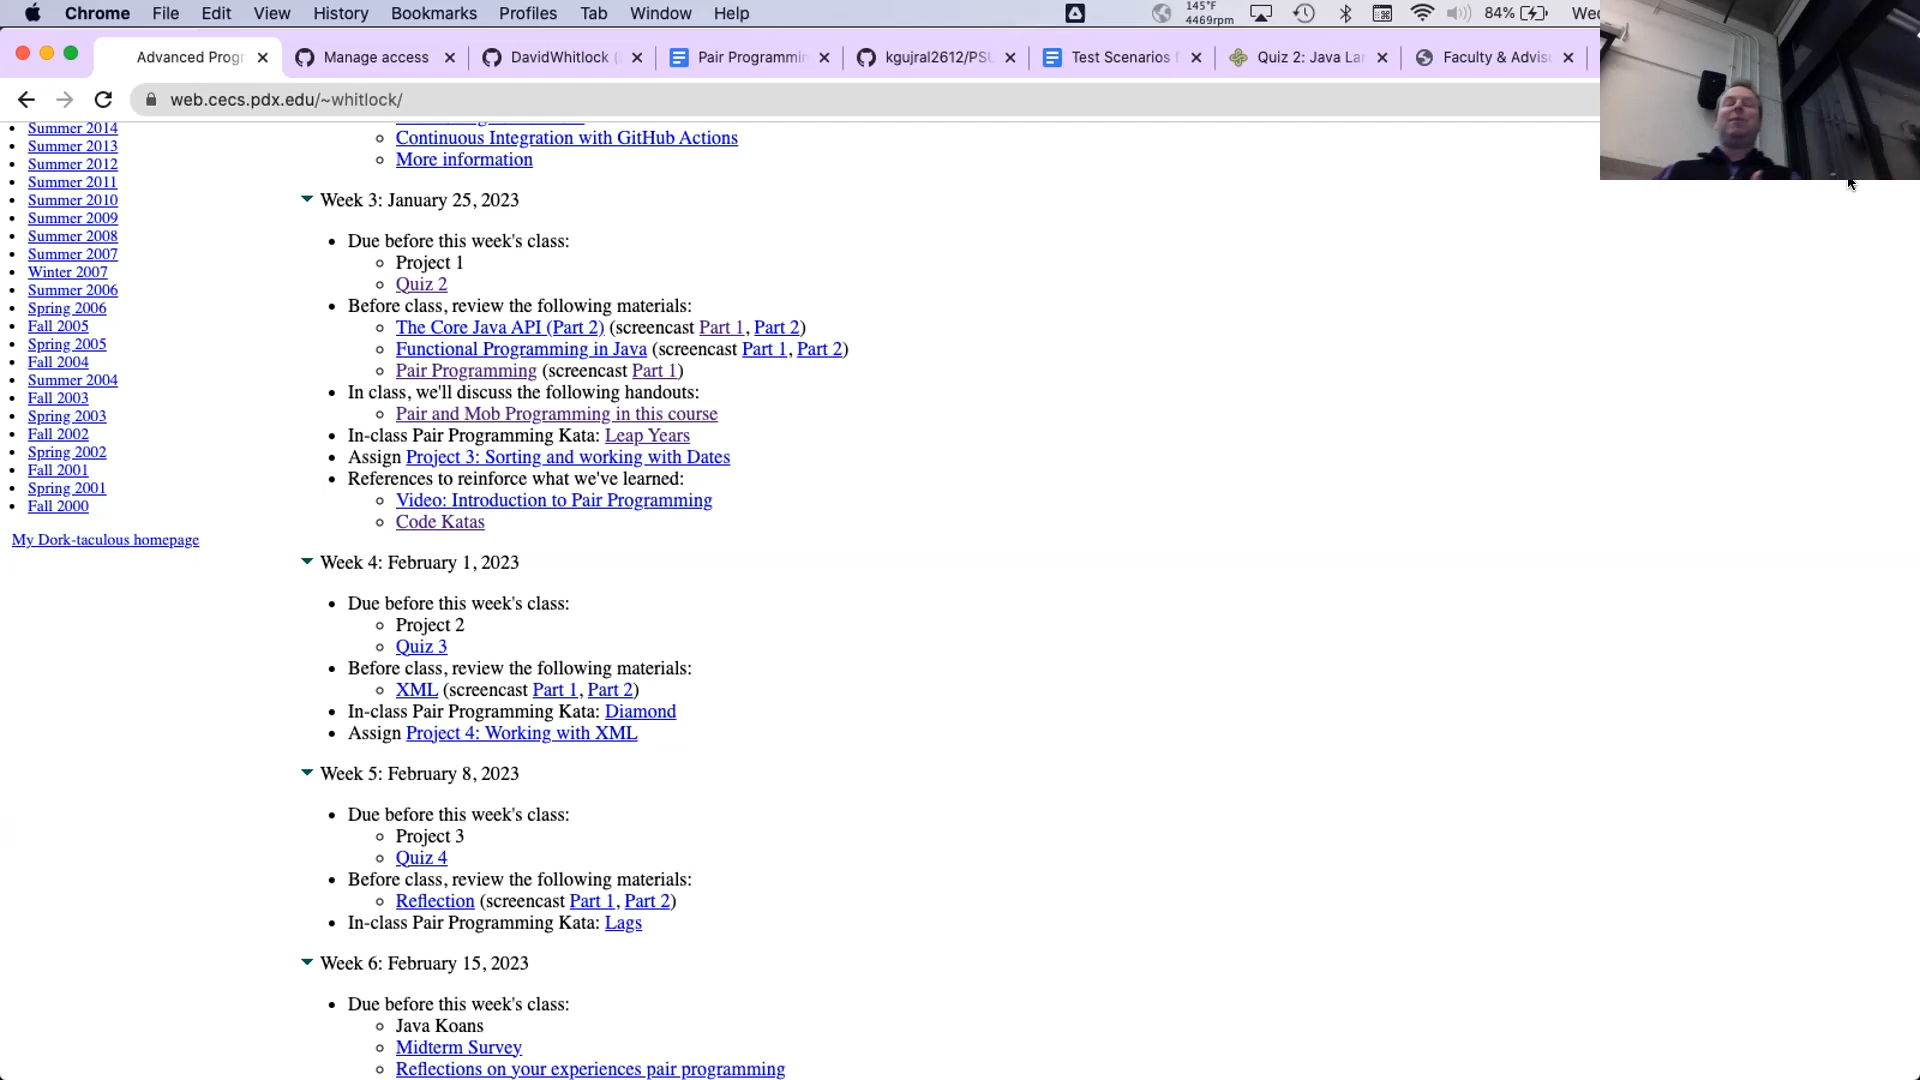 Chrome File Edit View History Bookmarks Profiles Tab Window Help 145°F 4469rpm 84% We
Advanced Prog Manage access DavidWhitlock Pair Programmin kgujral2612/PSU Test Scenarios f Quiz 2: Java Lan Faculty & Advis
web.cecs.pdx.edu/~whitlock/
Summer 2014
Summer 2013
Summer 2012
Summer 2011
Summer 2010
Summer 2009
Summer 2008
Summer 2007
Winter 2007
Summer 2006
Spring 2006
Fall 2005
Spring 2005
Fall 2004
Summer 2004
Fall 2003
Spring 2003
Fall 2002
Spring 2002
Fall 2001
Spring 2001
Fall 2000
My Dork-taculous homepage
Continuous Integration with GitHub Actions
More information
Week 3: January 25, 2023
Due before this week's class:
Project 1
Quiz 2
Before class, review the following materials:
The Core Java API (Part 2) (screencast Part 1, Part 2)
Functional Programming in Java (screencast Part 1, Part 2)
Pair Programming (screencast Part 1)
In class, we'll discuss the following handouts:
Pair and Mob Programming in this course
In-class Pair Programming Kata: Leap Years
Assign Project 3: Sorting and working with Dates
References to reinforce what we've learned:
Video: Introduction to Pair Programming
Code Katas
Week 4: February 1, 2023
Due before this week's class:
Project 2
Quiz 3
Before class, review the following materials:
XML (screencast Part 1, Part 2)
In-class Pair Programming Kata: Diamond
Assign Project 4: Working with XML
Week 5: February 8, 2023
Due before this week's class:
Project 3
Quiz 4
Before class, review the following materials:
Reflection (screencast Part 1, Part 2)
In-class Pair Programming Kata: Lags
Week 6: February 15, 2023
Due before this week's class:
Java Koans
Midterm Survey
Reflections on your experiences pair programming